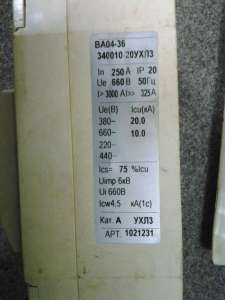 ВА04-36
340010-20УХЛ3
In 250 А IP 20
Ue 660 В 50Гц
I> 3000 А I>> 325 А
Ue(В) Icu(кА)
380~ 20.0
660~ 10.0
220⎓
440⎓
Ics= 75 %Icu
Uimp 6кВ
Ui 660В
Icw4,5 кА(1с)
Кат. А УХЛ3
АРТ. 1021231